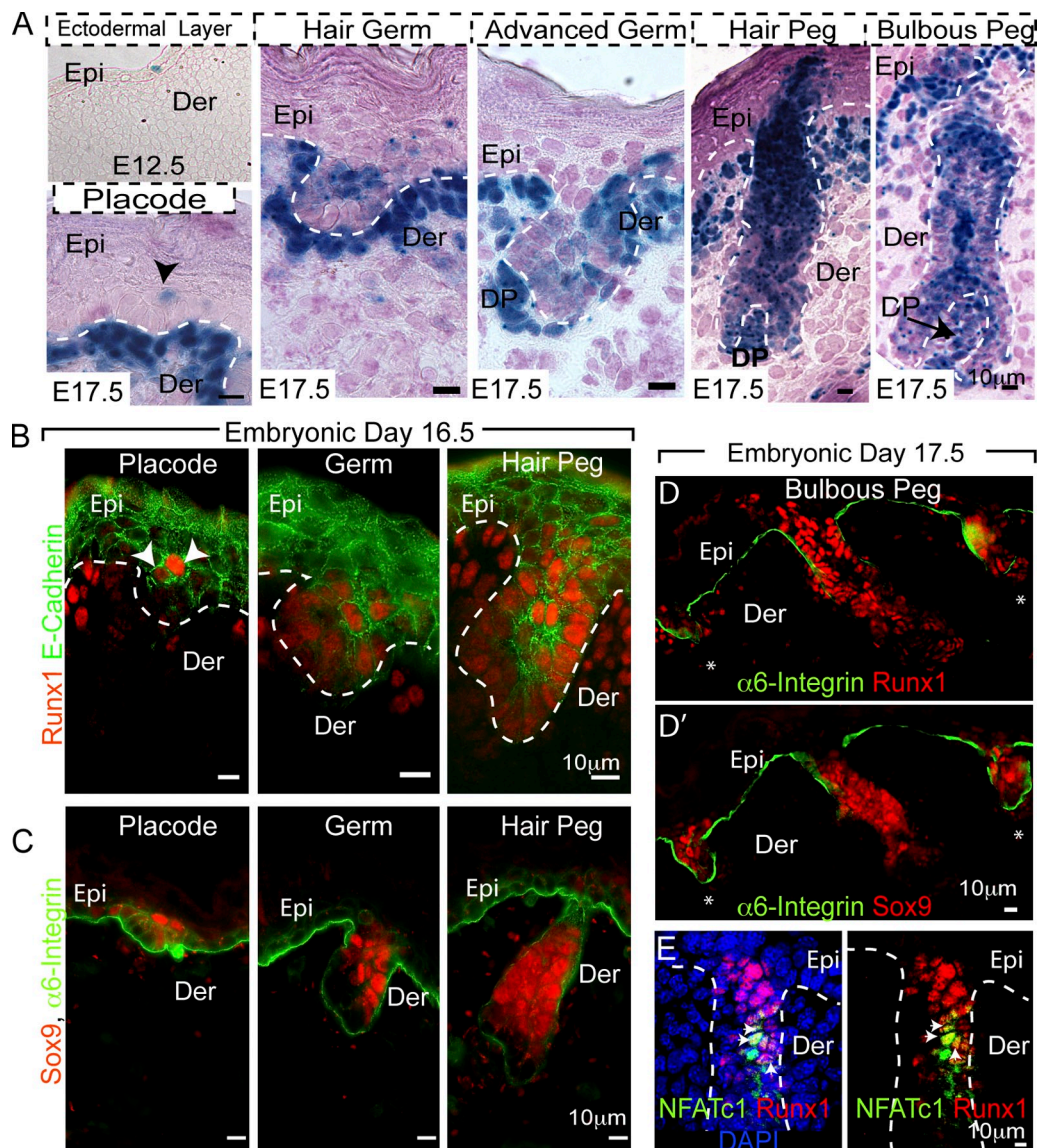 A
Ectodermal Layer
Hair Germ
Advanced Germ
Hair Peg
Bulbous Peg
Epi
Der
E12.5
Placode
Epi
Der
E17.5
Epi
Der
E17.5
Epi
Der
DP
E17.5
Epi
Der
DP
E17.5
Epi
Der
DP
E17.5
10μm
B
Embryonic Day 16.5
Placode
Germ
Hair Peg
Runx1 E-Cadherin
Epi
Der
Epi
Der
Epi
Der
10μm
C
Placode
Germ
Hair Peg
Sox9, α6-Integrin
Epi
Der
Epi
Der
Epi
Der
10μm
Embryonic Day 17.5
D
Bulbous Peg
Epi
Der
*
*
α6-Integrin Runx1
D'
Epi
Der
*
*
10μm
α6-Integrin Sox9
E
Epi
Der
NFATc1 Runx1
DAPI
Epi
Der
NFATc1 Runx1
10μm